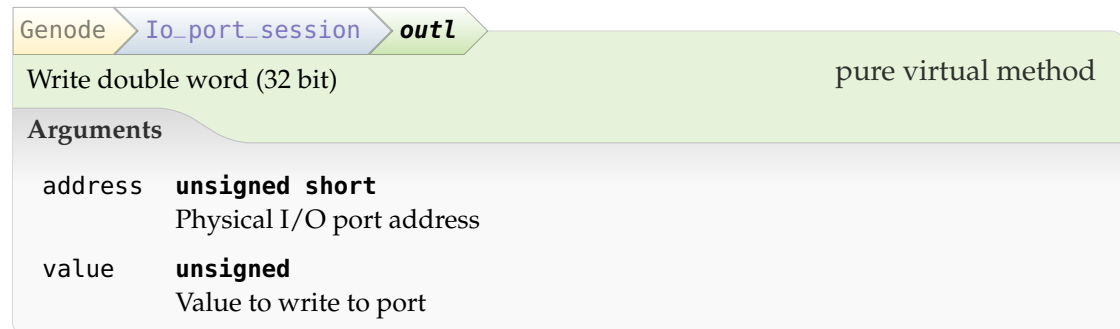 Genode Io_port_session outl
Write double word (32 bit) pure virtual method
Arguments
address unsigned short
Physical I/O port address
value unsigned
Value to write to port